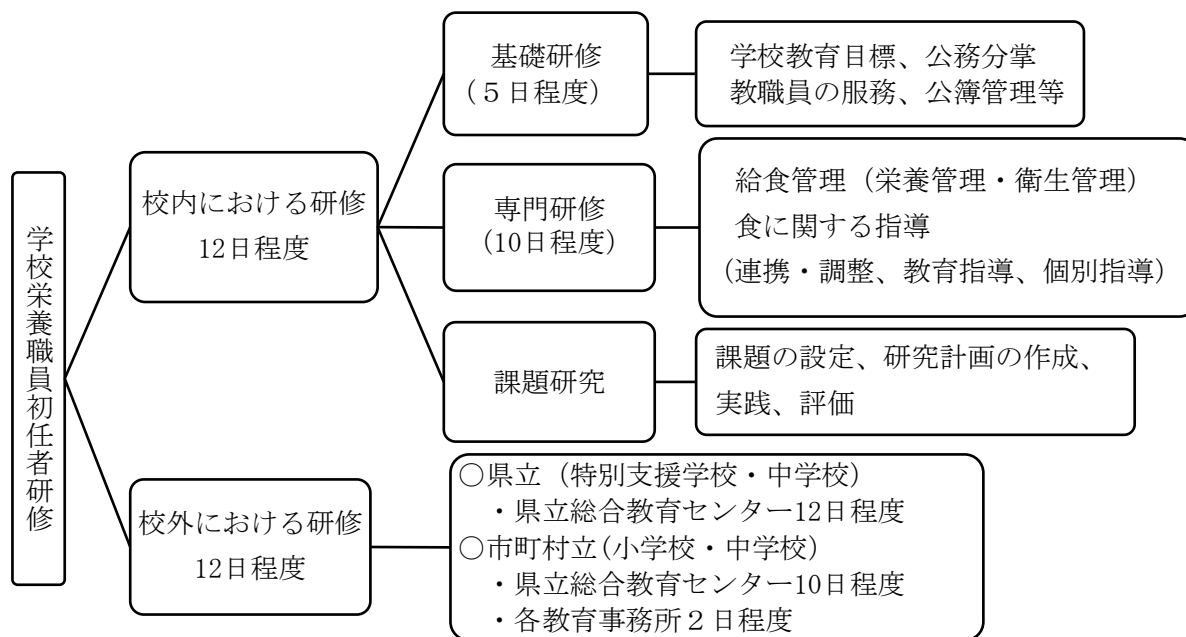 学校栄養職員初任者研修
校内における研修
12日程度
基礎研修
(５日程度)
学校教育目標、公務分掌
教職員の服務、公簿管理等
専門研修
(10日程度)
給食管理（栄養管理・衛生管理）
食に関する指導
(連携・調整、教育指導、個別指導）
課題研究
課題の設定、研究計画の作成、
実践、評価
校外における研修
12日程度
○県立（特別支援学校・中学校）
・県立総合教育センター12日程度
○市町村立(小学校・中学校）
・県立総合教育センター10日程度
・各教育事務所２日程度